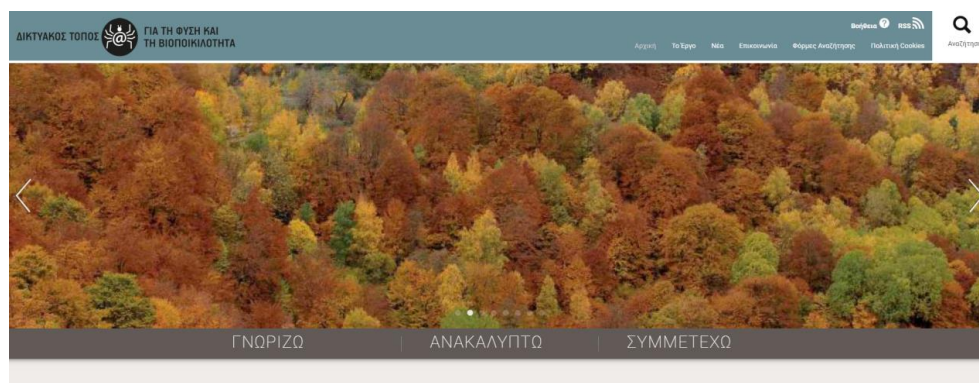 ΔΙΚΤΥΑΚΟΣ ΤΟΠΟΣ
ΓΙΑ ΤΗ ΦΥΣΗ ΚΑΙ
ΤΗ ΒΙΟΠΟΙΚΙΛΟΤΗΤΑ
Βοήθεια ? RSS
Αρχική Το Έργο Νέα Επικοινωνία Φόρμες Αναζήτησης Πολιτική Cookies
Αναζήτηση
ΓΝΩΡΙΖΩ ΑΝΑΚΑΛΥΠΤΩ ΣΥΜΜΕΤΕΧΩ